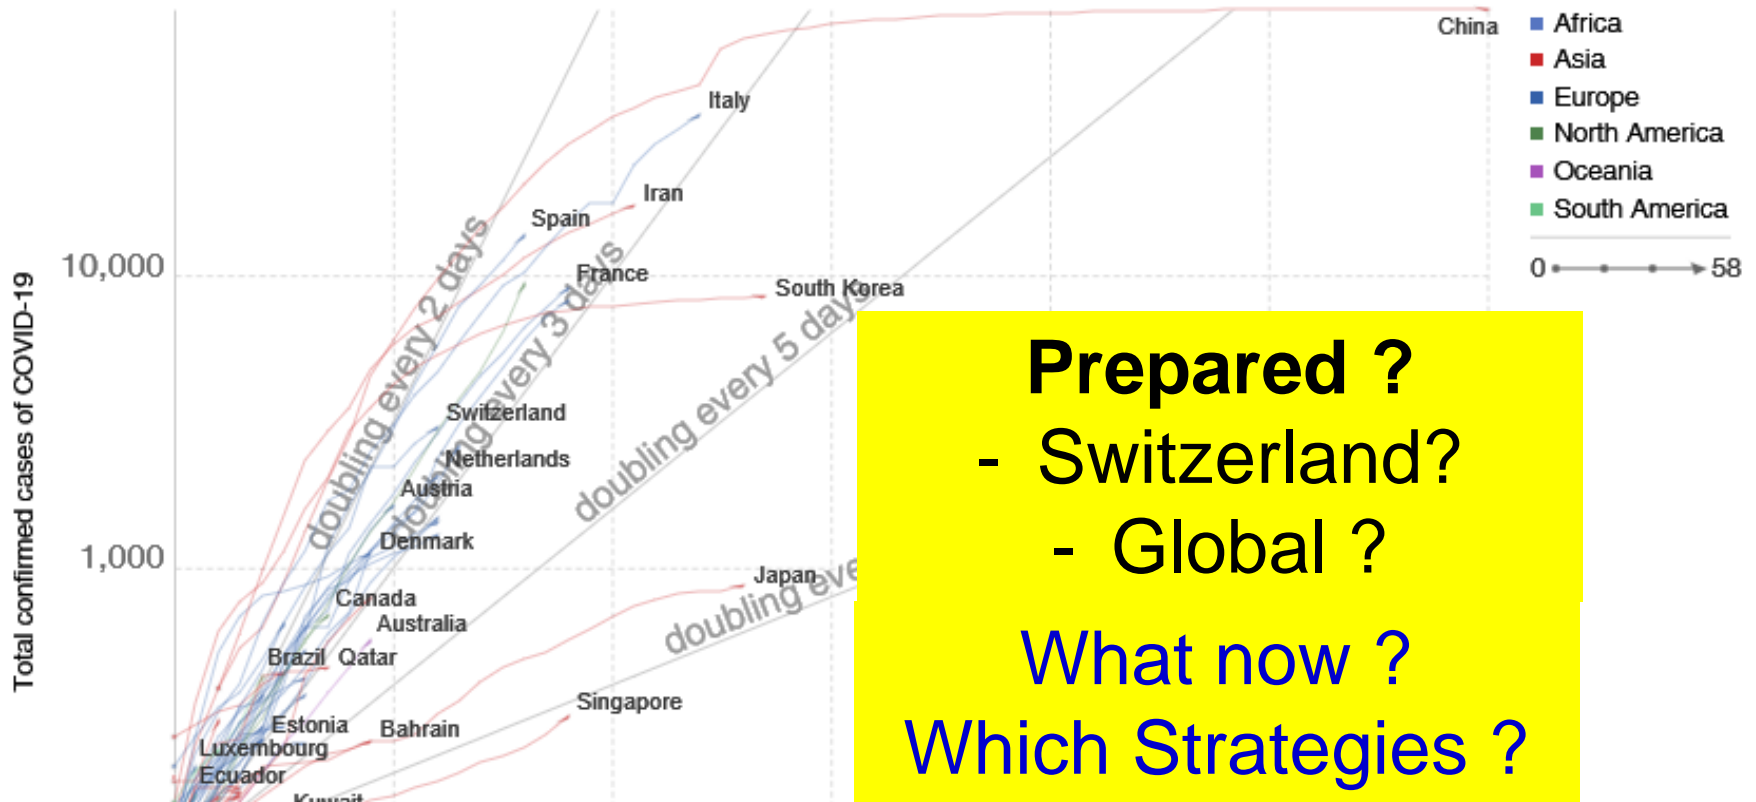 China
Africa
Asia
Europe
North America
Oceania
South America
0
58
Italy
Iran
Spain
France
South Korea
10,000
1,000
Total confirmed cases of COVID-19
doubling every 2 days
doubling every 3 days
doubling every 5 days
doubling eve
Switzerland
Netherlands
Austria
Denmark
Japan
Canada
Australia
Brazil
Qatar
Singapore
Estonia
Bahrain
Luxembourg
Ecuador
Kuwait
Prepared ?
- Switzerland?
- Global ?
What now ?
Which Strategies ?